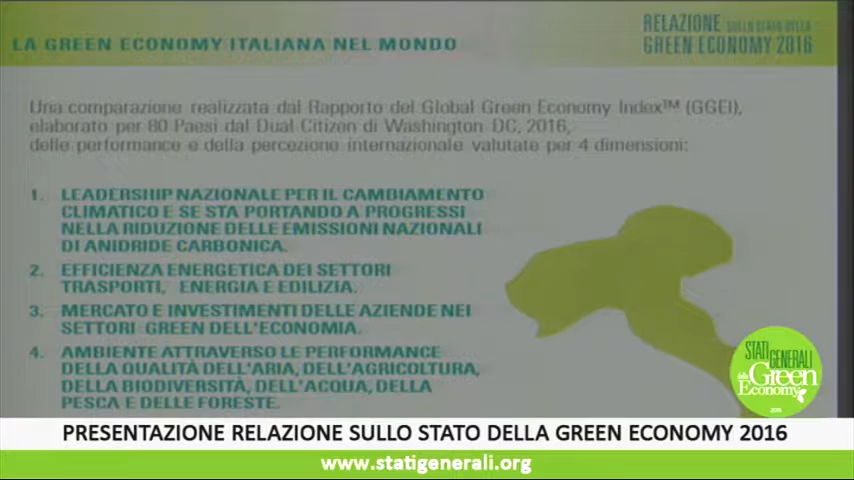 LA GREEN ECONOMY ITALIANA NEL MONDO
RELAZIONE SULLO STATO DELLA
GREEN ECONOMY 2016
Una comparazione realizzata dal Rapporto del Global Green Economy Index™ (GGEI),
elaborato per 80 Paesi dal Dual Citizen di Washington DC, 2016,
delle performance e della percezione internazionale valutate per 4 dimensioni:
1. LEADERSHIP NAZIONALE PER IL CAMBIAMENTO
CLIMATICO E SE STA PORTANDO A PROGRESSI
NELLA RIDUZIONE DELLE EMISSIONI NAZIONALI
DI ANIDRIDE CARBONICA.
2. EFFICIENZA ENERGETICA DEI SETTORI
TRASPORTI, ENERGIA E EDILIZIA.
3. MERCATO E INVESTIMENTI DELLE AZIENDE NEI
SETTORI GREEN DELL'ECONOMIA.
4. AMBIENTE ATTRAVERSO LE PERFORMANCE
DELLA QUALITÀ DELL'ARIA, DELL'AGRICOLTURA,
DELLA BIODIVERSITÀ, DELL'ACQUA, DELLA
PESCA E DELLE FORESTE.
STATI
GENERALI
della Green
Economy
2016
PRESENTAZIONE RELAZIONE SULLO STATO DELLA GREEN ECONOMY 2016
www.statigenerali.org